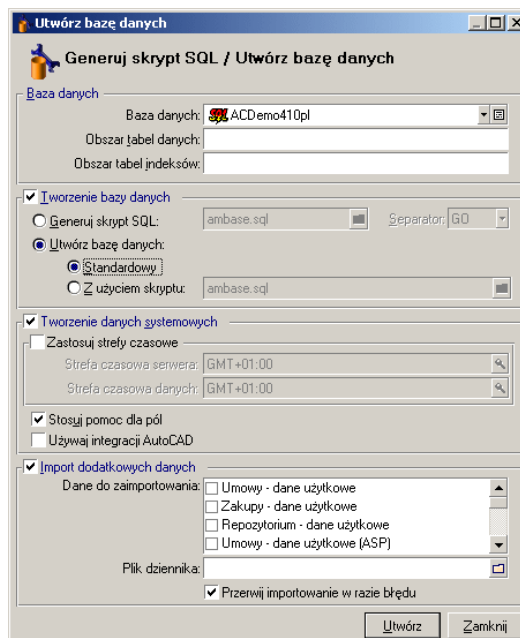 Utwórz bazę danych
Generuj skrypt SQL / Utwórz bazę danych
Baza danych
Baza danych: SQL ACDemo410pl
Obszar tabel danych:
Obszar tabel indeksów:
Tworzenie bazy danych
Generuj skrypt SQL: ambase.sql Separator: GO
Utwórz bazę danych:
Standardowy
Z użyciem skryptu: ambase.sql
Tworzenie danych systemowych
Zastosuj strefy czasowe
Strefa czasowa serwera: GMT+01:00
Strefa czasowa danych: GMT+01:00
Stosuj pomoc dla pól
Używaj integracji AutoCAD
Import dodatkowych danych
Dane do zaimportowania: Umowy - dane użytkowe
Zakupy - dane użytkowe
Repozytorium - dane użytkowe
Umowy - dane użytkowe (ASP)
Plik dziennika:
Przerwij importowanie w razie błędu
Utwórz Zamknij